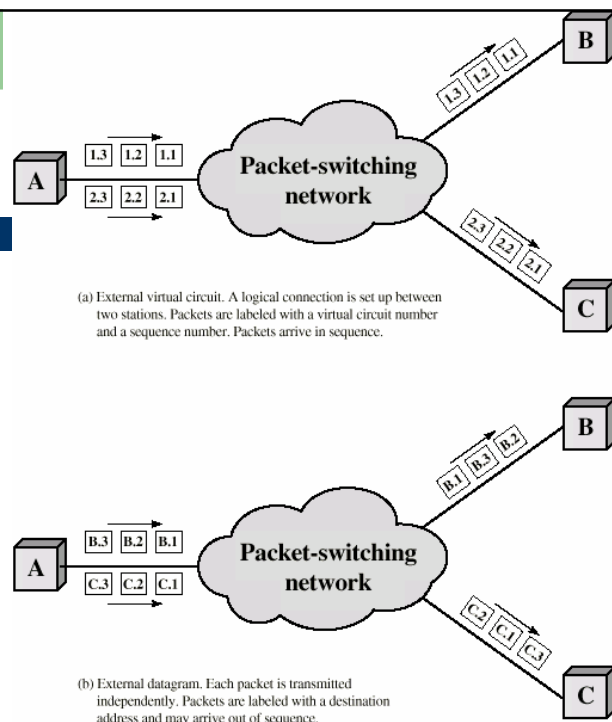 B
1.3 1.2 1.1
1.3 1.2 1.1
A
Packet-switching
network
2.3 2.2 2.1
2.3 2.2 2.1
C
(a) External virtual circuit. A logical connection is set up between
two stations. Packets are labeled with a virtual circuit number
and a sequence number. Packets arrive in sequence.
B
B.1 B.3 B.2
B.3 B.2 B.1
A
Packet-switching
network
C.3 C.2 C.1
C.2 C.1 C.3
C
(b) External datagram. Each packet is transmitted
independently. Packets are labeled with a destination
address and may arrive out of sequence.